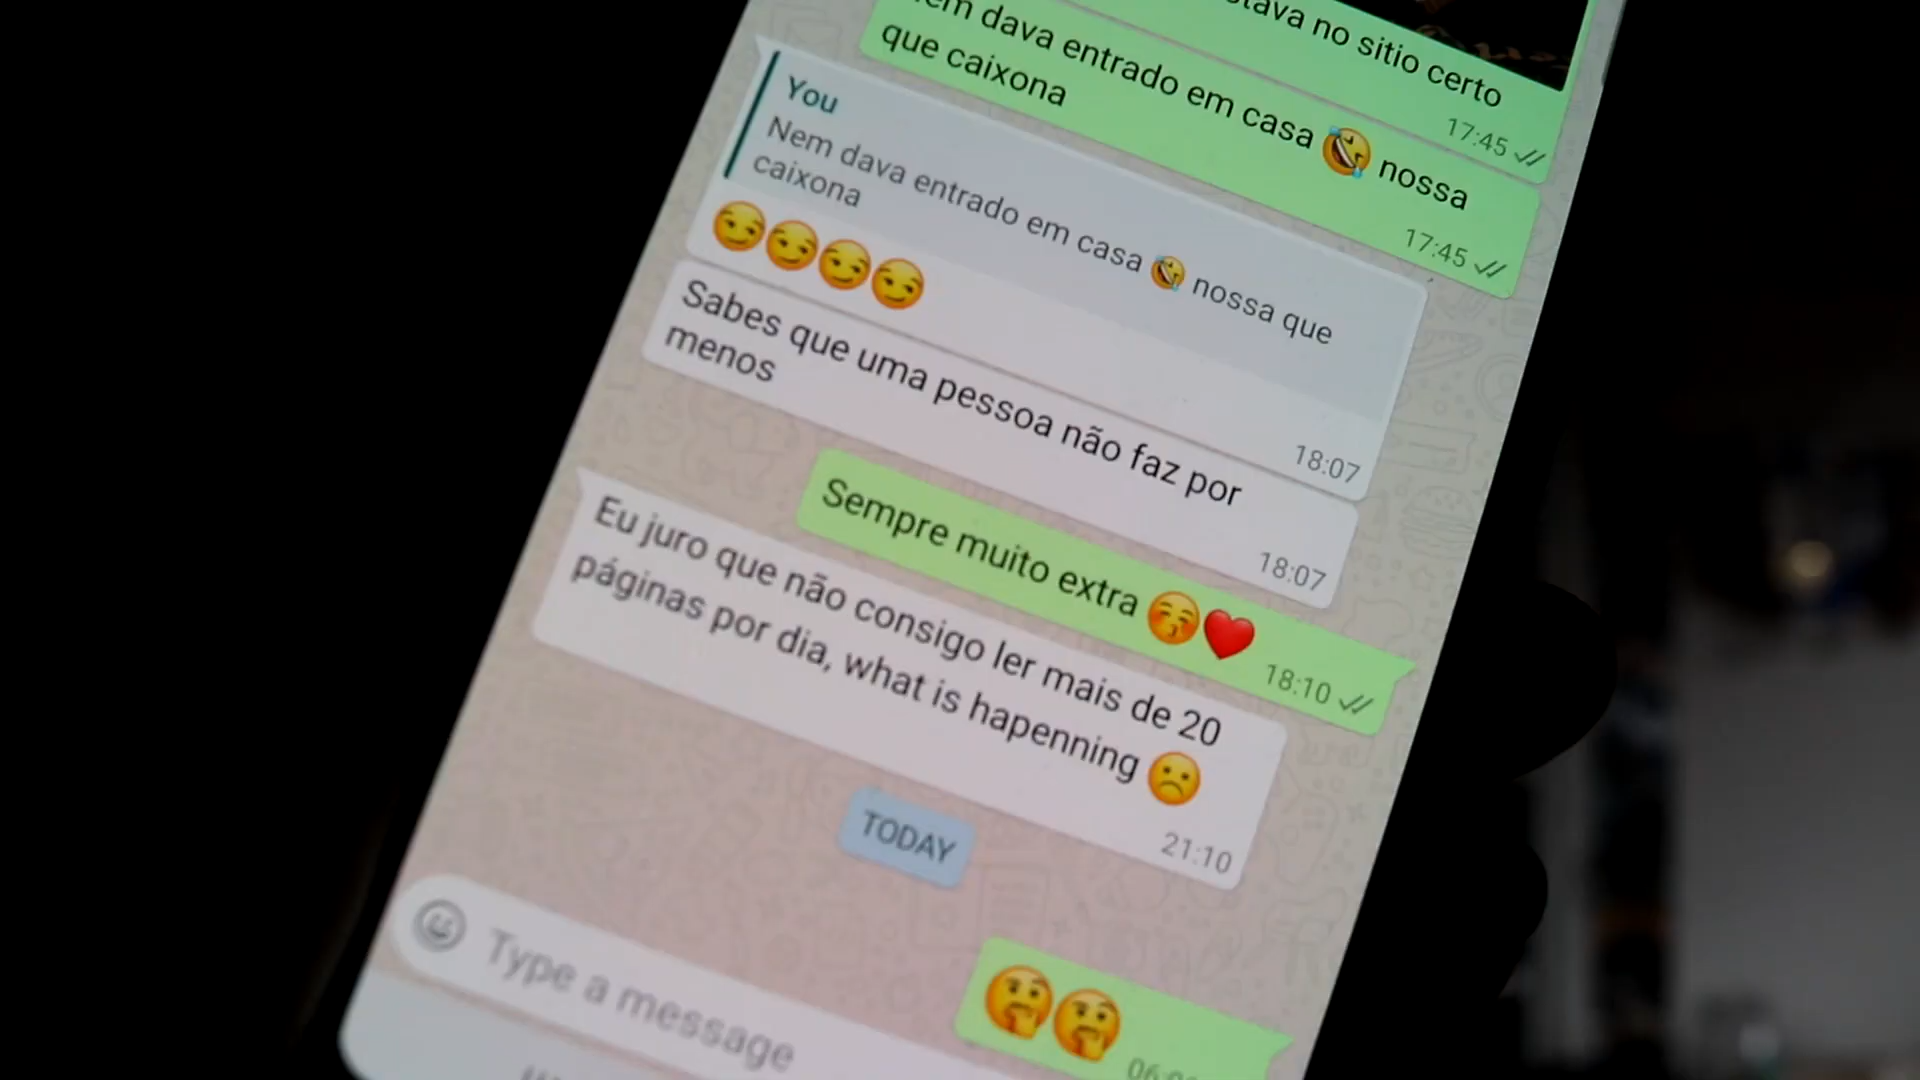 no sitio certo
17:45
dava entrado em casa 🤣 nossa
que caixona
17:45
You
Nem dava entrado em casa 🤣 nossa que
caixona
😏😏😏😏
18:07
Sabes que uma pessoa não faz por
menos
18:07
Sempre muito extra 😚❤️
18:10
Eu juro que não consigo ler mais de 20
páginas por dia, what is hapenning ☹️
21:10
TODAY
🤔🤔
Type a message